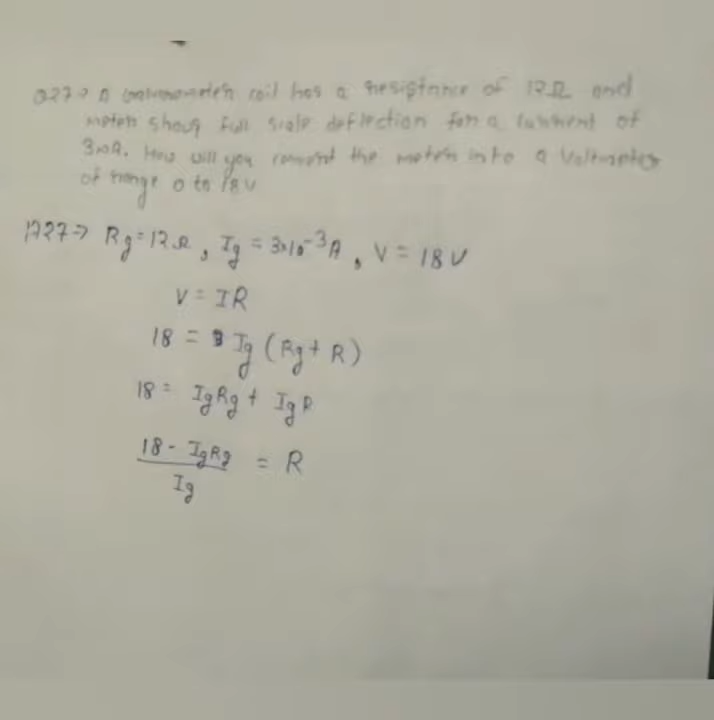 Q27> A Galvanometer coil has a resistance of 12Ω and
meter shows full scale deflection for a current of
3mA. How will you convert the meter into a Voltmeter
of range 0 to 18V
A27=> Rg=12Ω, Ig = 3×10⁻³A, V = 18V
V = IR
18 = Ig (Rg+ R)
18 = IgRg + IgR
18 - IgRg / Ig = R